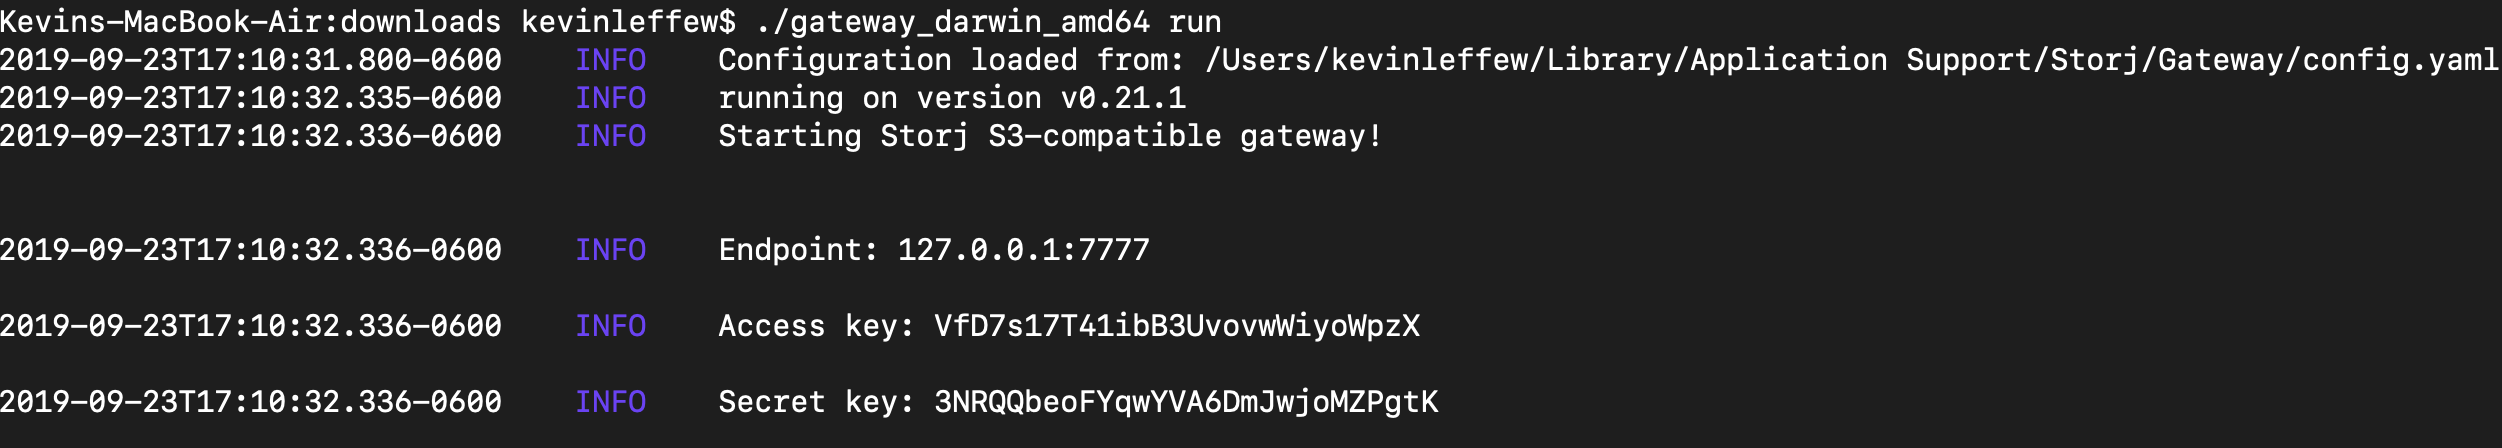 Kevins-MacBook-Air:downloads kevinleffew$ ./gateway_darwin_amd64 run
2019-09-23T17:10:31.800-0600 INFO Configuration loaded from: /Users/kevinleffew/Library/Application Support/Storj/Gateway/config.yaml
2019-09-23T17:10:32.335-0600 INFO running on version v0.21.1
2019-09-23T17:10:32.336-0600 INFO Starting Storj S3-compatible gateway!
2019-09-23T17:10:32.336-0600 INFO Endpoint: 127.0.0.1:7777
2019-09-23T17:10:32.336-0600 INFO Access key: VfD7s17T41ibB3UvovwWiyoWpzX
2019-09-23T17:10:32.336-0600 INFO Secret key: 3NRQQbeoFYqwYVA6DmJwjoMZPgtK